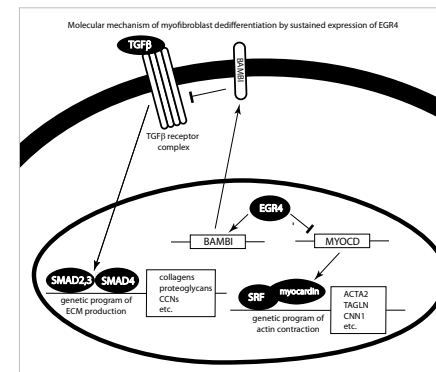 Molecular mechanism of myofibroblast dedifferentiation by sustained expression of EGR4
TGFβ
BAMBI
TGFβ receptor
complex
EGR4
BAMBI
MYOCD
SMAD2,3
SMAD4
collagens
proteoglycans
CCNs
etc.
genetic program of
ECM production
SRF
myocardin
ACTA2
TAGLN
CNN1
etc.
genetic program of
actin contraction